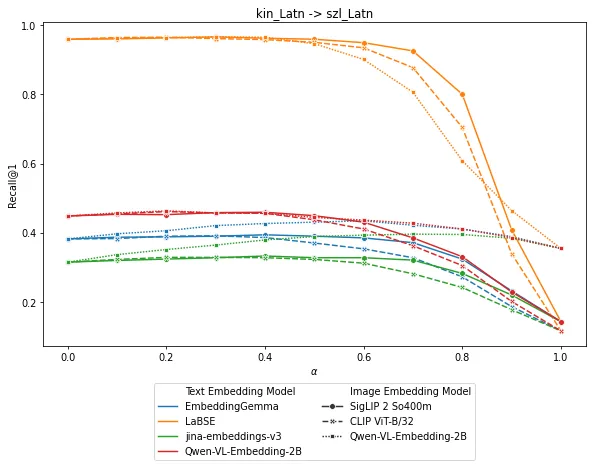 kin_Latn -> szl_Latn
1.0
0.8
0.6
0.4
0.2
Recall@1
0.0 0.2 0.4 0.6 0.8 1.0
α
Text Embedding Model Image Embedding Model
EmbeddingGemma SigLIP 2 So400m
LaBSE CLIP ViT-B/32
jina-embeddings-v3 Qwen-VL-Embedding-2B
Qwen-VL-Embedding-2B